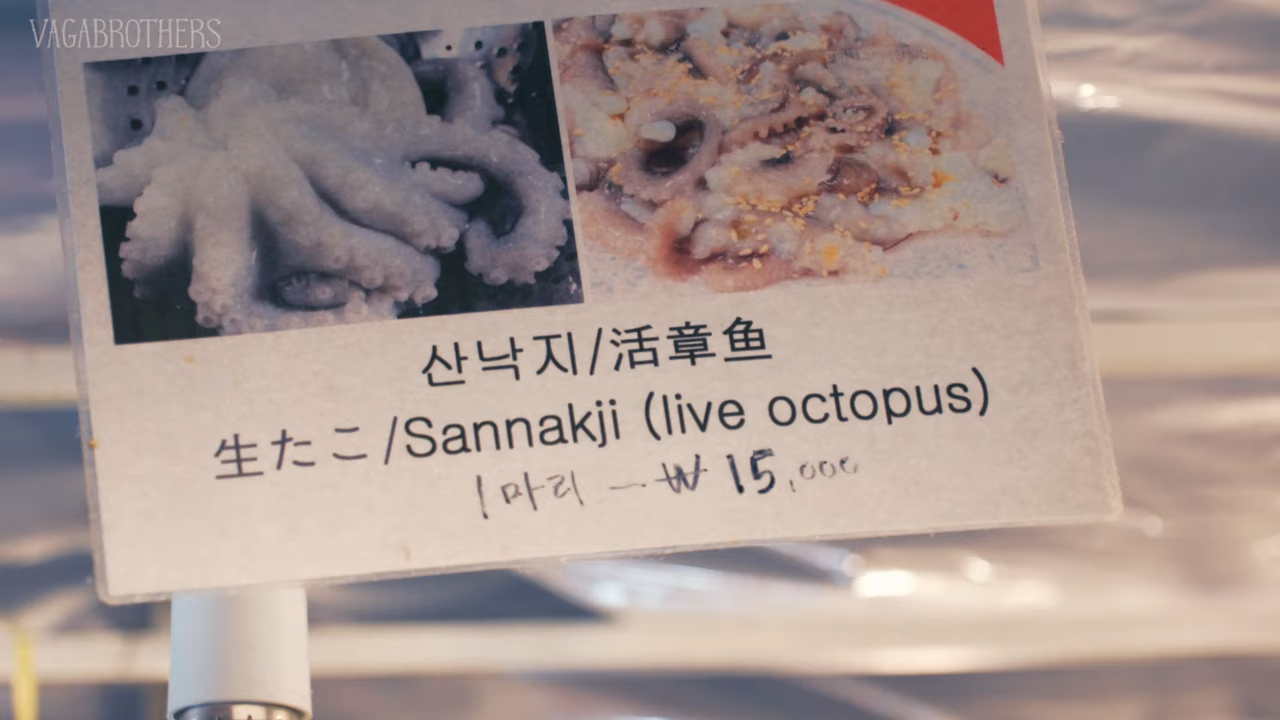 VAGABROTHERS
산낙지/活章鱼
生たこ/Sannakji (live octopus)
1마리 — ₩ 15,000